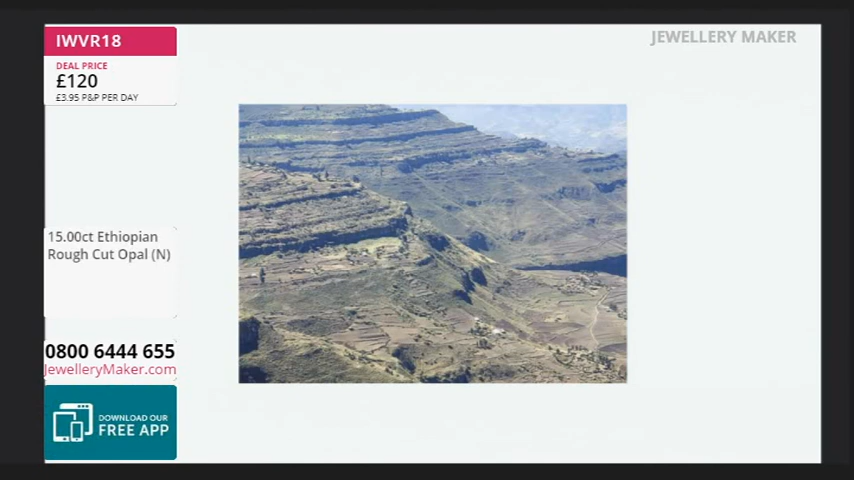 IWVR18
DEAL PRICE
£120
£3.95 P&P PER DAY
JEWELLERY MAKER
15.00ct Ethiopian
Rough Cut Opal (N)
0800 6444 655
JewelleryMaker.com
DOWNLOAD OUR
FREE APP